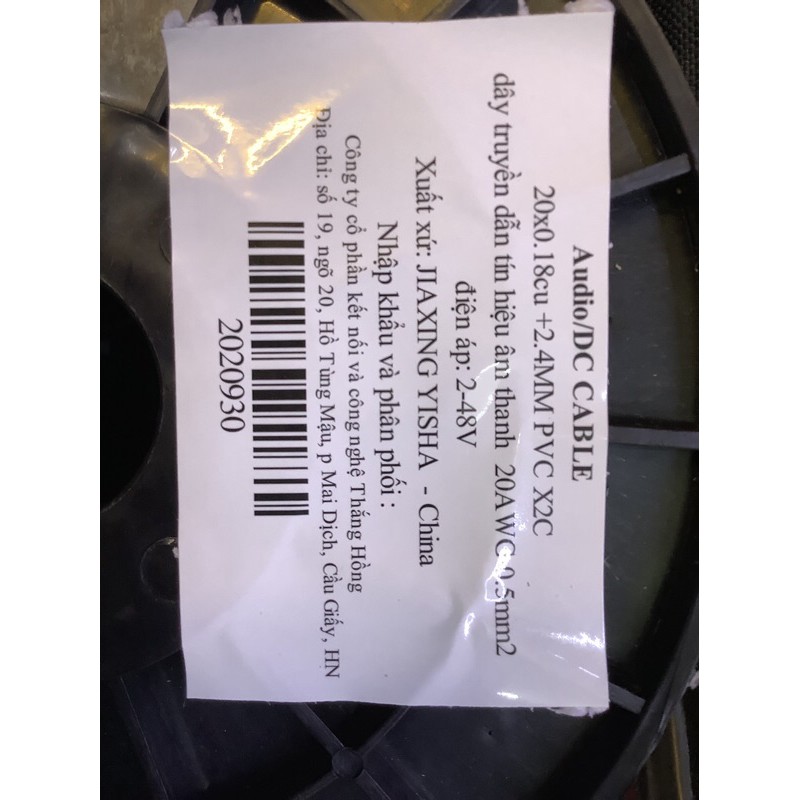 Audio/DC CABLE
20x0.18cu +2.4MM PVC X2C
dây truyền dẫn tín hiệu âm thanh 20AWG 0.5mm2
điện áp: 2-48V
Xuất xứ: JIAXING YISHA - China
Nhập khẩu và phân phối :
Công ty cổ phần kết nối và công nghệ Thắng Hồng
Địa chỉ: số 19, ngõ 20, Hồ Tùng Mậu, p Mai Dịch, Cầu Giấy, HN
2020930